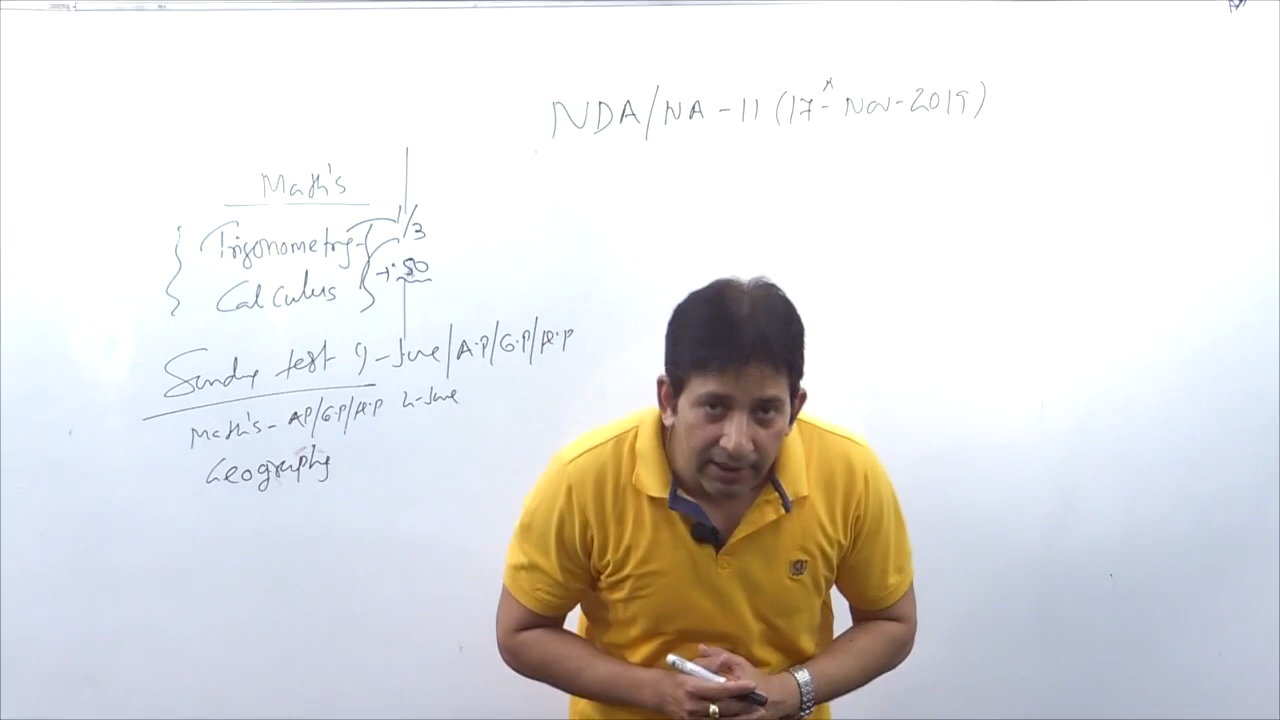 NDA/NA-II (17th Nov-2019)
Math's
Trigonometry
1/3
Calculus
50
Sunday test 9-June/A.P/G.P/H.P
Math's- AP/G.P/H.P 2-June
Geography